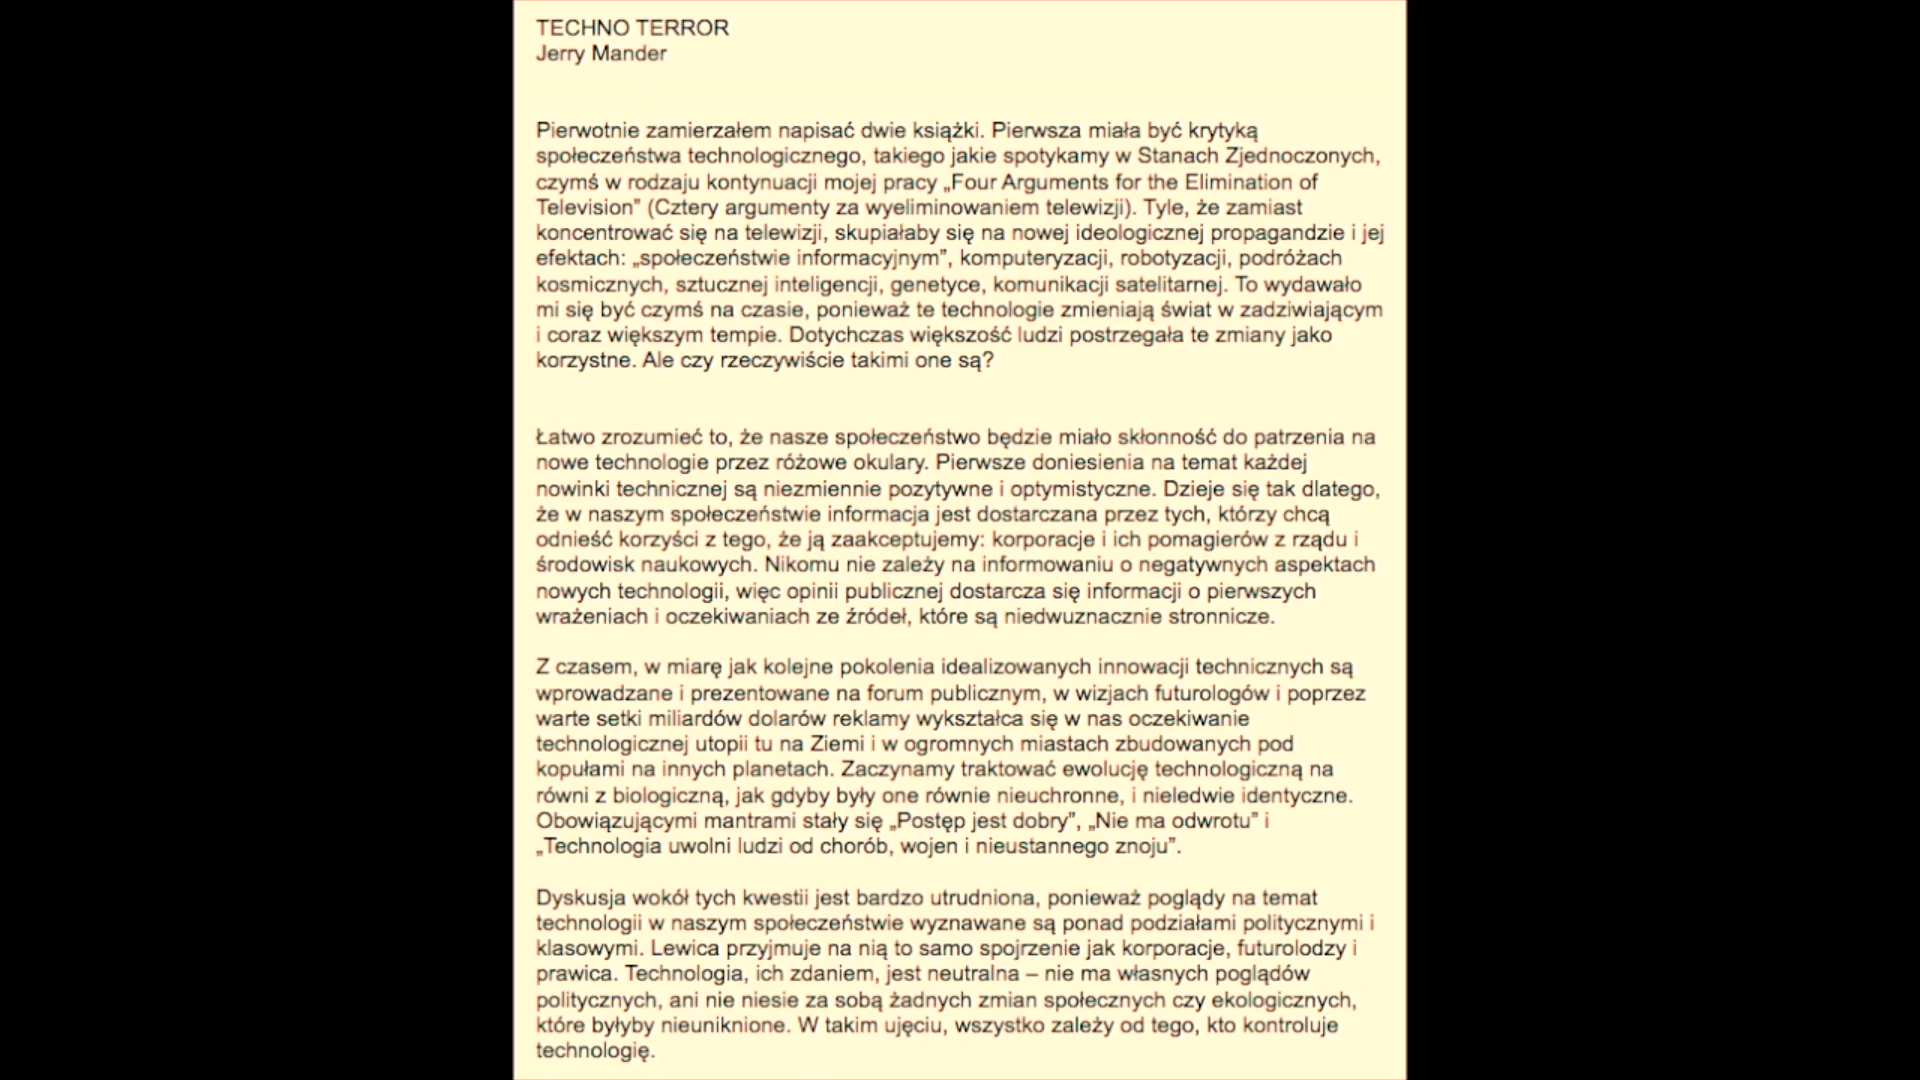 TECHNO TERROR
Jerry Mander
Pierwotnie zamierzałem napisać dwie książki. Pierwsza miała być krytyką
społeczeństwa technologicznego, takiego jakie spotykamy w Stanach Zjednoczonych,
czymś w rodzaju kontynuacji mojej pracy „Four Arguments for the Elimination of
Television” (Cztery argumenty za wyeliminowaniem telewizji). Tyle, że zamiast
koncentrować się na telewizji, skupiałaby się na nowej ideologicznej propagandzie i jej
efektach: „społeczeństwie informacyjnym”, komputeryzacji, robotyzacji, podróżach
kosmicznych, sztucznej inteligencji, genetyce, komunikacji satelitarnej. To wydawało
mi się być czymś na czasie, ponieważ te technologie zmieniają świat w zadziwiającym
i coraz większym tempie. Dotychczas większość ludzi postrzegała te zmiany jako
korzystne. Ale czy rzeczywiście takimi one są?
Łatwo zrozumieć to, że nasze społeczeństwo będzie miało skłonność do patrzenia na
nowe technologie przez różowe okulary. Pierwsze doniesienia na temat każdej
nowinki technicznej są niezmiennie pozytywne i optymistyczne. Dzieje się tak dlatego,
że w naszym społeczeństwie informacja jest dostarczana przez tych, którzy chcą
odnieść korzyści z tego, że ją zaakceptujemy: korporacje i ich pomagierów z rządu i
środowisk naukowych. Nikomu nie zależy na informowaniu o negatywnych aspektach
nowych technologii, więc opinii publicznej dostarcza się informacji o pierwszych
wrażeniach i oczekiwaniach ze źródeł, które są niedwuznacznie stronnicze.
Z czasem, w miarę jak kolejne pokolenia idealizowanych innowacji technicznych są
wprowadzane i prezentowane na forum publicznym, w wizjach futurologów i poprzez
warte setki miliardów dolarów reklamy wykształca się w nas oczekiwanie
technologicznej utopii tu na Ziemi i w ogromnych miastach zbudowanych pod
kopułami na innych planetach. Zaczynamy traktować ewolucję technologiczną na
równi z biologiczną, jak gdyby były one równie nieuchronne, i nieledwie identyczne.
Obowiązującymi mantrami stały się „Postęp jest dobry”, „Nie ma odwrotu” i
„Technologia uwolni ludzi od chorób, wojen i nieustannego znoju”.
Dyskusja wokół tych kwestii jest bardzo utrudniona, ponieważ poglądy na temat
technologii w naszym społeczeństwie wyznawane są ponad podziałami politycznymi i
klasowymi. Lewica przyjmuje na nią to samo spojrzenie jak korporacje, futurolodzy i
prawica. Technologia, ich zdaniem, jest neutralna – nie ma własnych poglądów
politycznych, ani nie niesie za sobą żadnych zmian społecznych czy ekologicznych,
które byłyby nieuniknione. W takim ujęciu, wszystko zależy od tego, kto kontroluje
technologię.